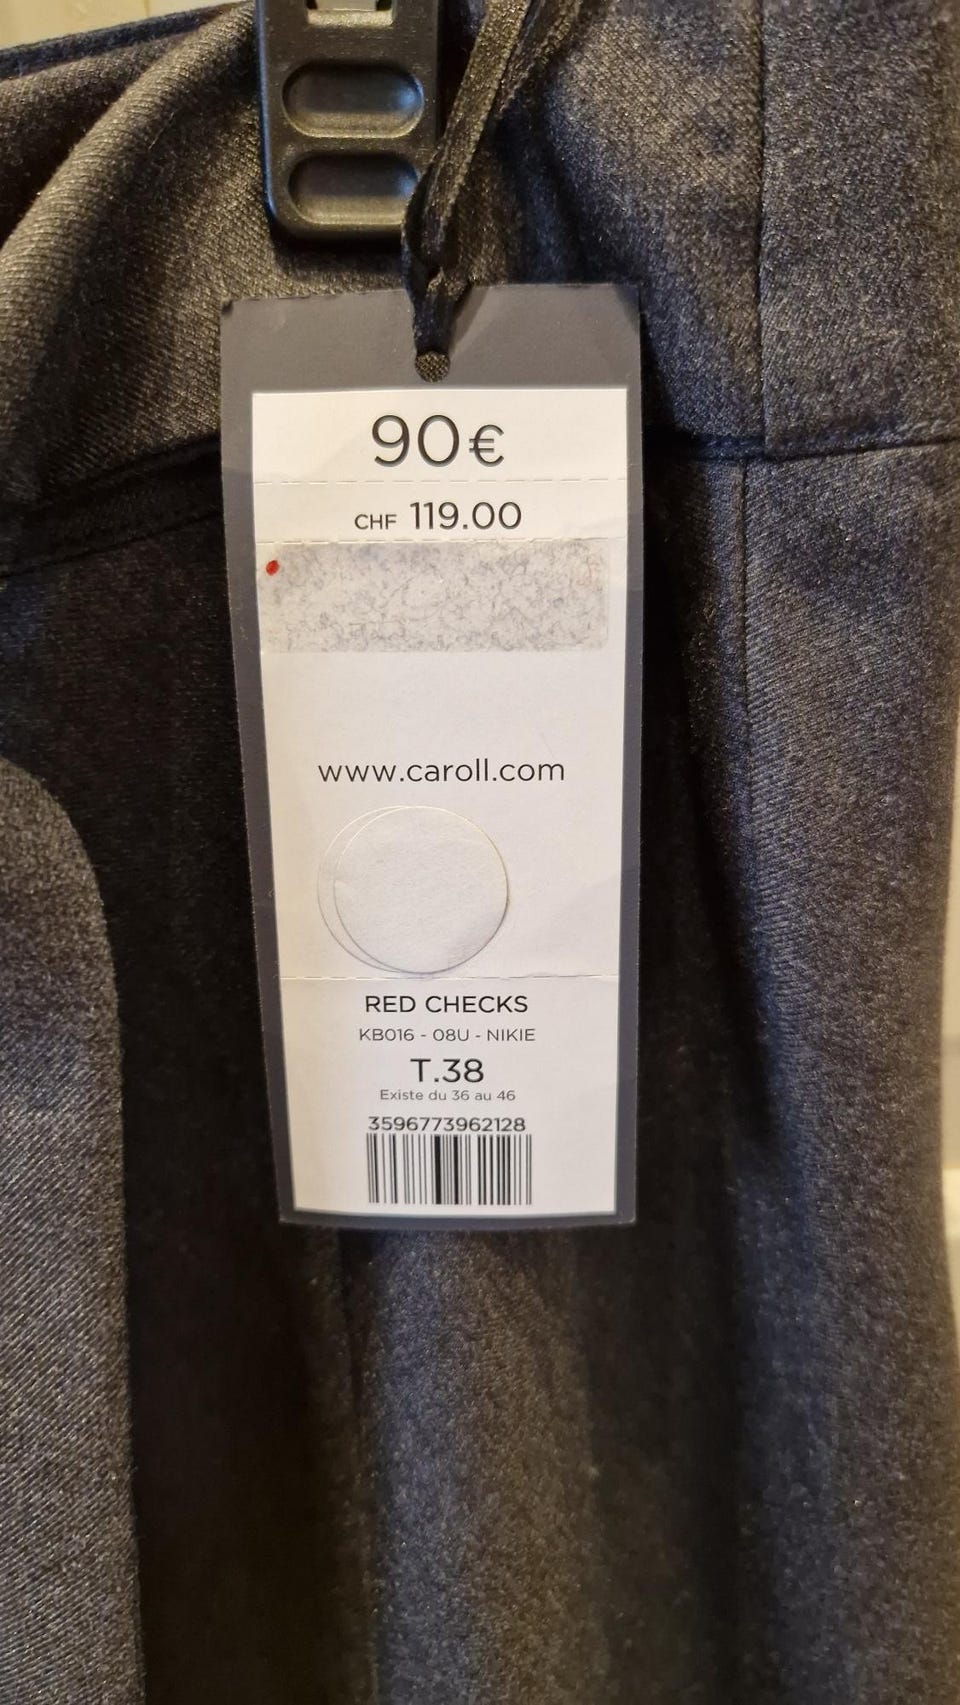 90€
CHF 119.00
www.caroll.com
RED CHECKS
KB016 - 08U - NIKIE
T.38
Existe du 36 au 46
3596773962128